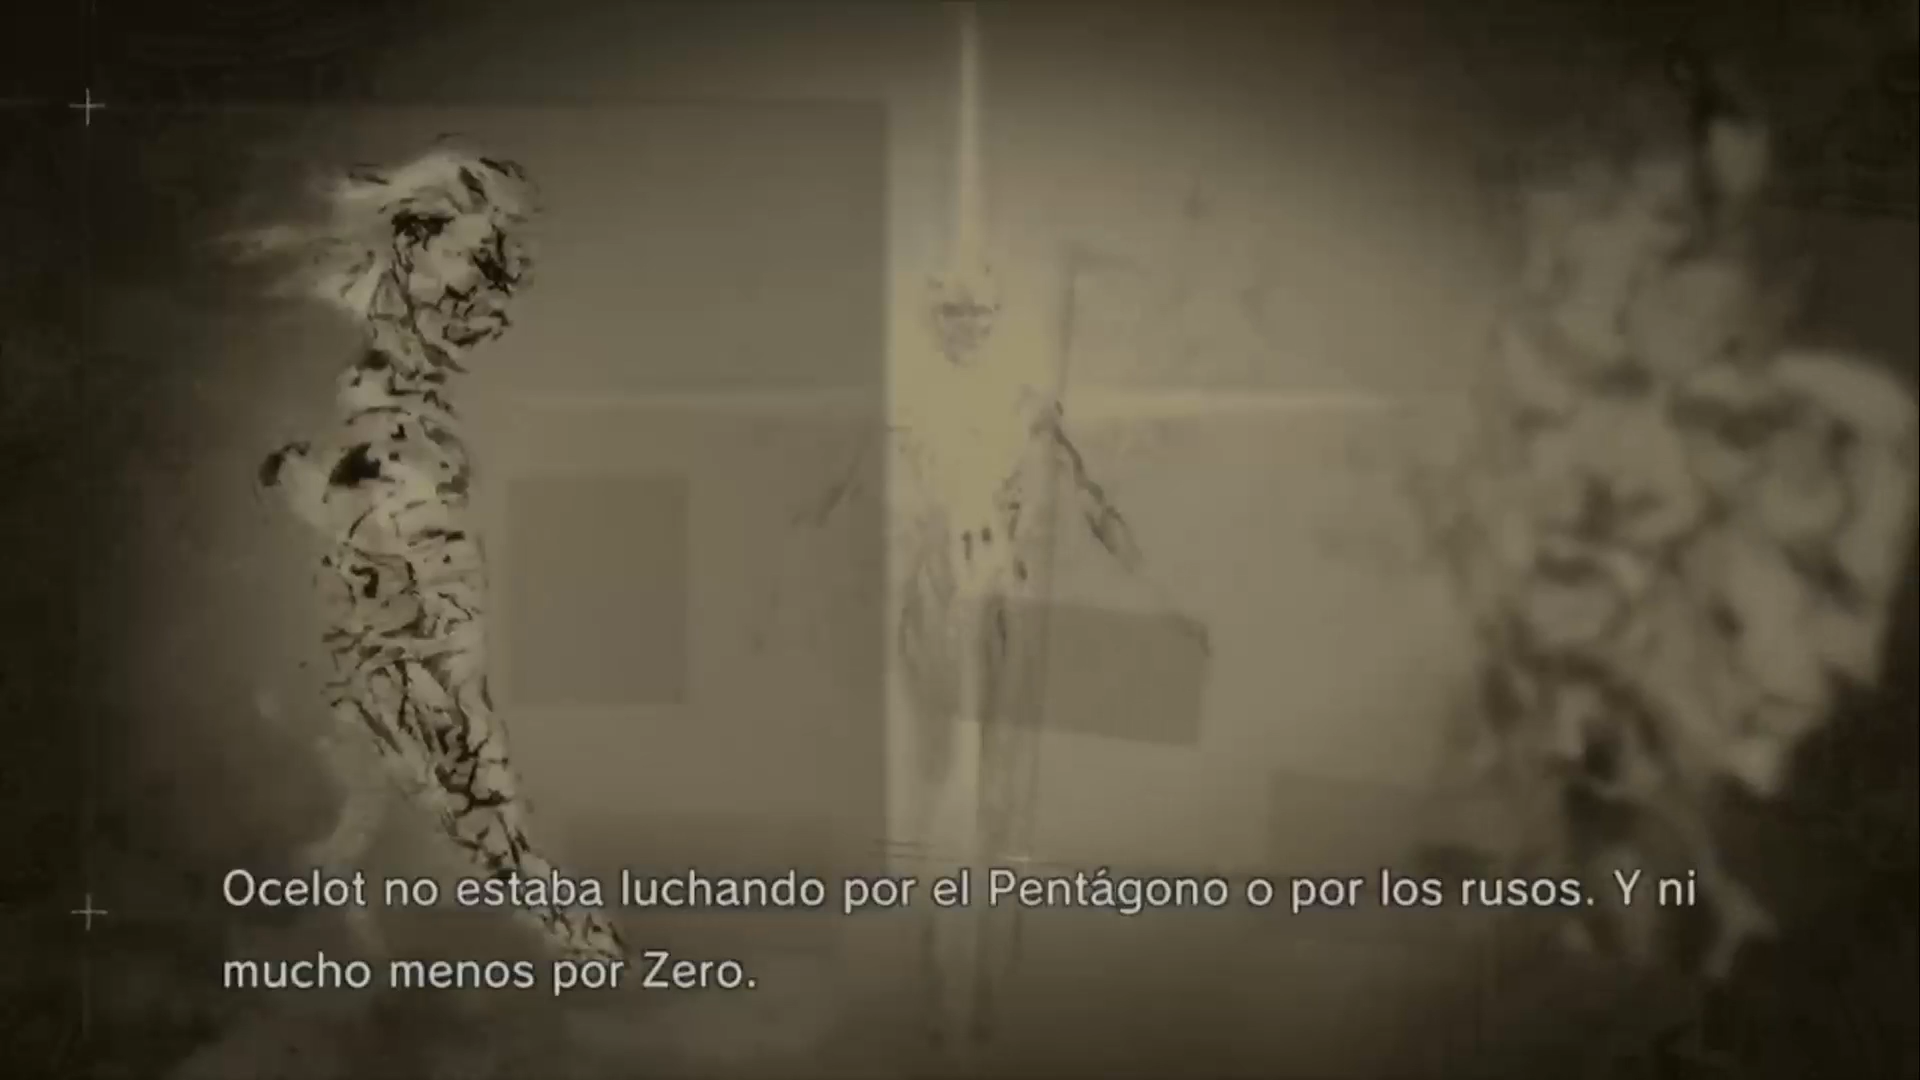 Ocelot no estaba luchando por el Pentágono o por los rusos. Y ni
mucho menos por Zero.